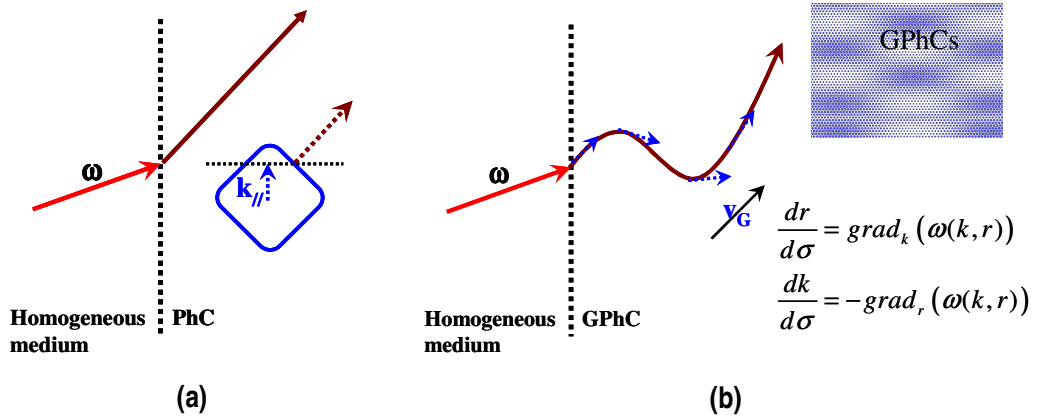 ω
k//
Homogeneous
medium
PhC
(a)
GPhCs
ω
vG
dr/dσ = grad_k (ω(k,r))
dk/dσ = -grad_r (ω(k,r))
Homogeneous
medium
GPhC
(b)